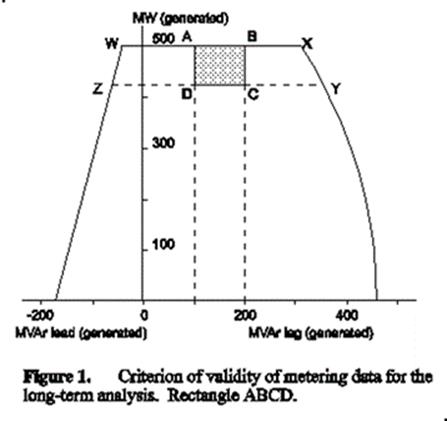 MW (generated)
W 500 A B X
Z D C Y
300
100
-200 0 200 400
MVAr lead (generated) MVAr lag (generated)
Figure 1. Criterion of validity of metering data for the
long-term analysis. Rectangle ABCD.